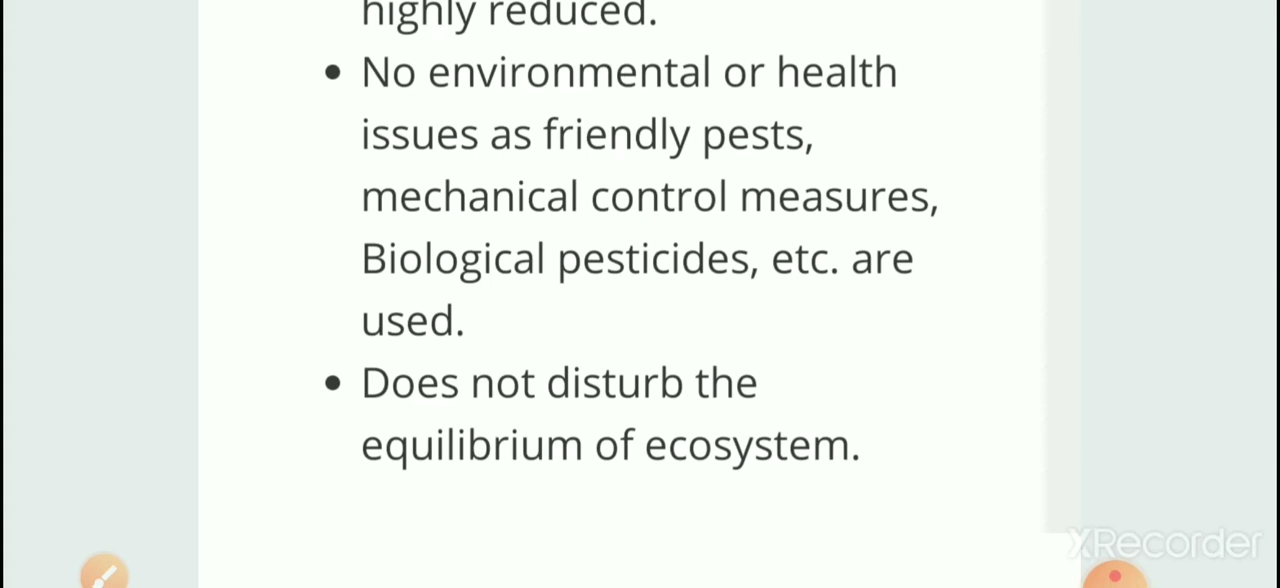 highly reduced.
• No environmental or health
issues as friendly pests,
mechanical control measures,
Biological pesticides, etc. are
used.
• Does not disturb the
equilibrium of ecosystem.
XRecorder